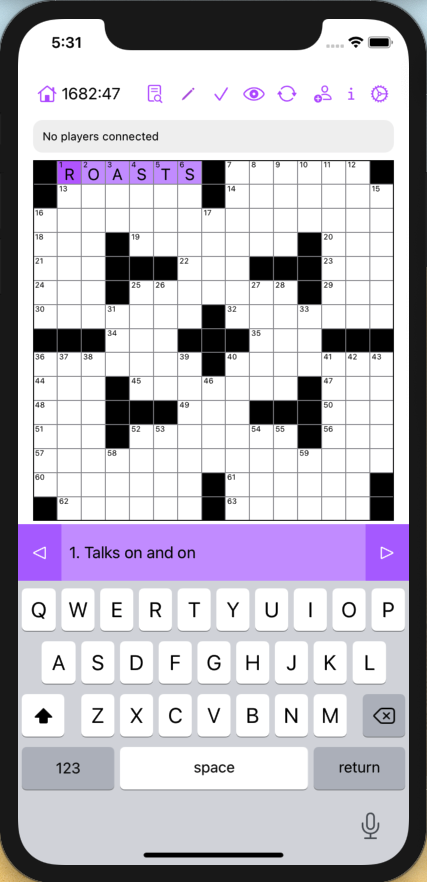 5:31
1682:47
No players connected
1 2 3 4 5 6 7 8 9 10 11 12
R O A S T S
13 14 15
16 17
18 19 20
21 22 23
24 25 26 27 28 29
30 31 32 33
34 35
36 37 38 39 40 41 42 43
44 45 46 47
48 49 50
51 52 53 54 55 56
57 58 59
60 61
62 63
1. Talks on and on
Q W E R T Y U I O P
A S D F G H J K L
Z X C V B N M
123 space return